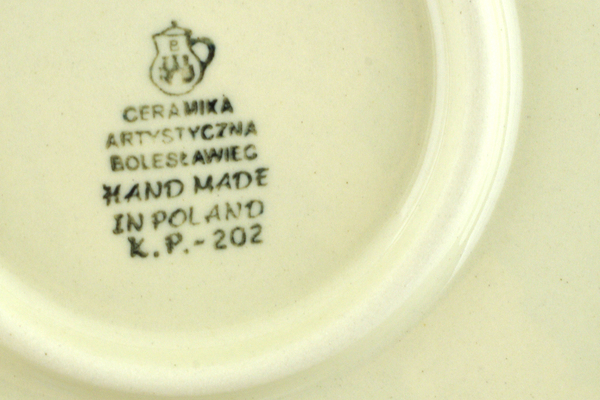 B
CERAMIKA
ARTYSTYCZNA
BOLESŁAWIEC
HAND MADE
IN POLAND
K.P.-202